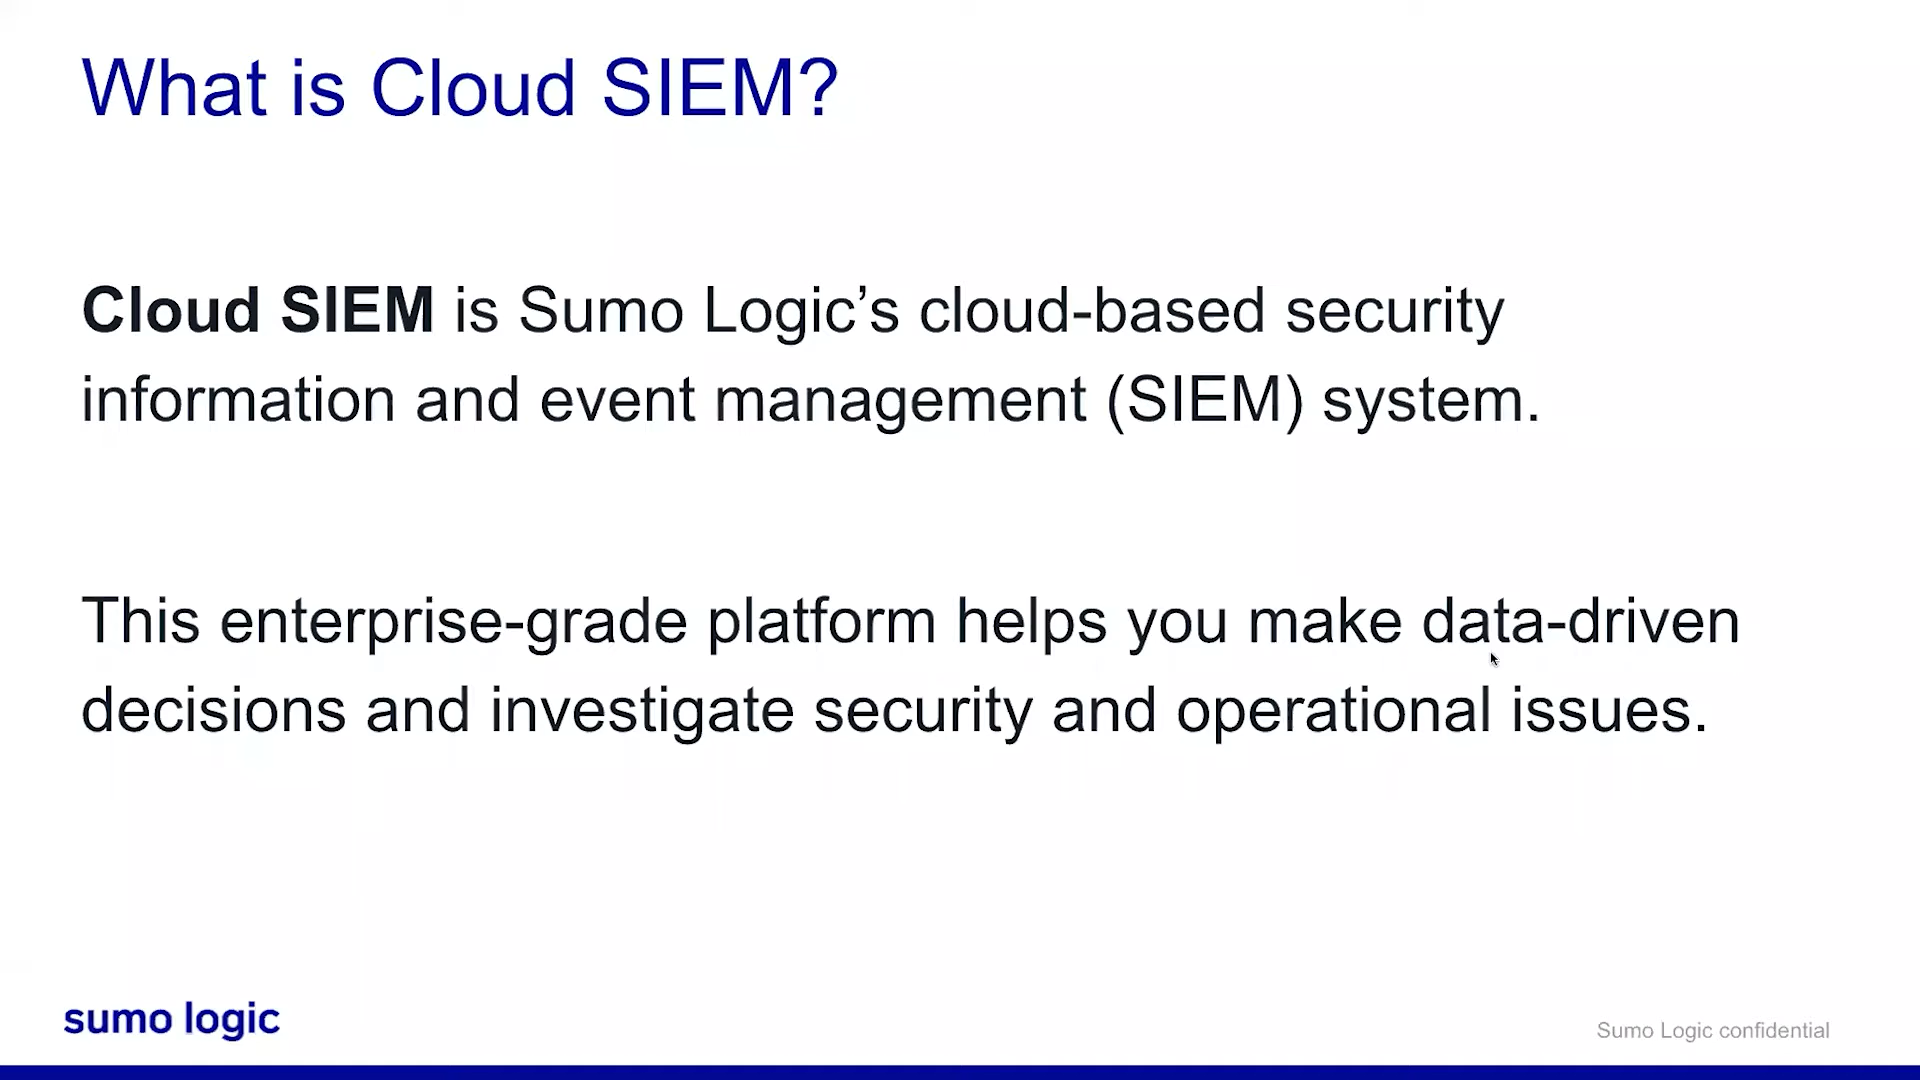 What is Cloud SIEM?
Cloud SIEM is Sumo Logic’s cloud-based security
information and event management (SIEM) system.
This enterprise-grade platform helps you make data-driven
decisions and investigate security and operational issues.
sumo logic
Sumo Logic confidential